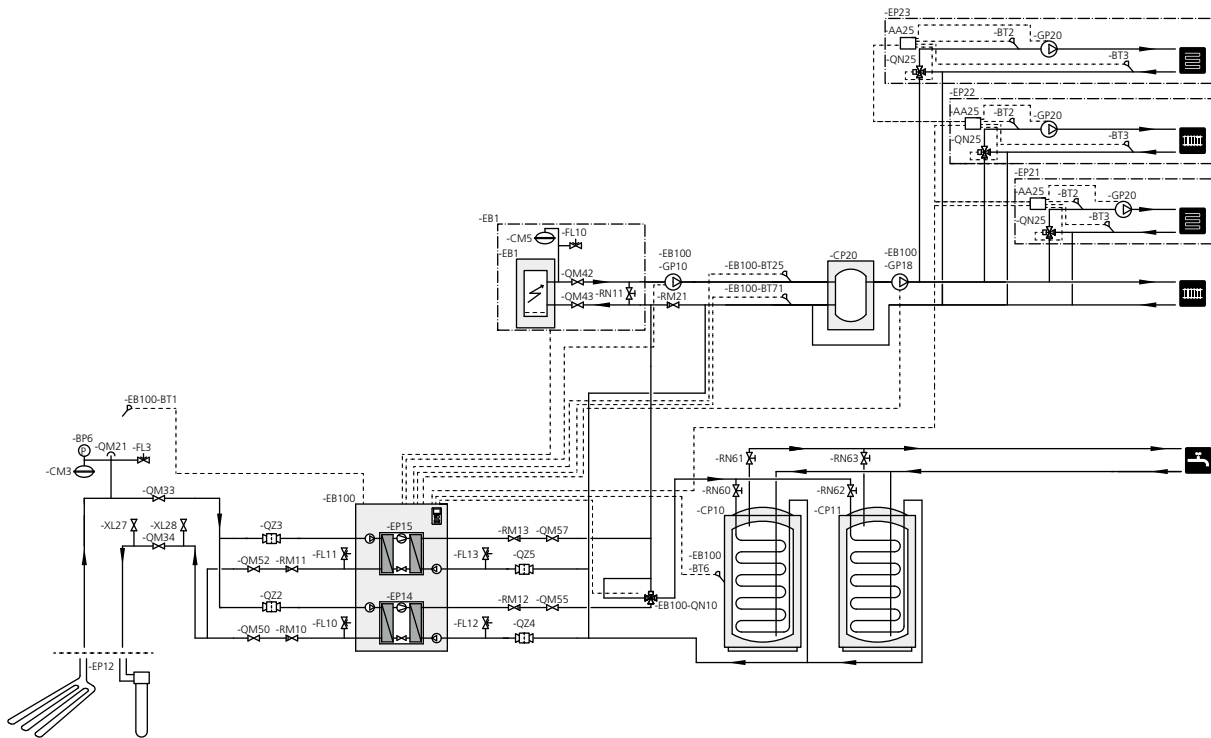 -EP23
-AA25
-BT2
-GP20
-QN25
-BT3
-EP22
-AA25
-BT2
-GP20
-QN25
-BT3
-EP21
-AA25
-BT2
-GP20
-QN25
-BT3
-EB1
-CM5
-FL10
-EB1
-QM42
-QM43
-RN11
-EB100
-GP10
-RM21
-EB100-BT25
-EB100-BT71
-CP20
-EB100
-GP18
-EB100-BT1
-BP6
P
-QM21
-FL3
-CM3
-QM33
-XL27
-XL28
-QM34
-EB100
-QZ3
-EP15
-RM13
-QM57
-QM52
-RM11
-FL11
-FL13
-QZ5
-QZ2
-EP14
-RM12
-QM55
-QM50
-RM10
-FL10
-FL12
-QZ4
-EB100-QN10
-RN61
-RN63
-RN60
-RN62
-CP10
-CP11
-EB100
-BT6
-EP12